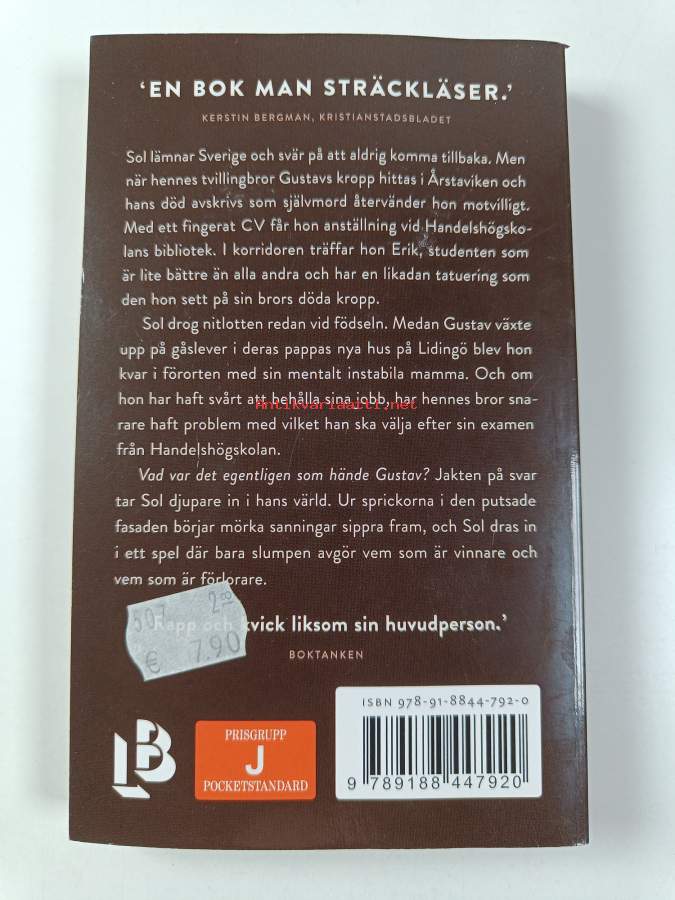 ‘EN BOK MAN STRÄCKLÄSER.’
KERSTIN BERGMAN, KRISTIANSTADSBLADET
Sol lämnar Sverige och svär på att aldrig komma tillbaka. Men
när hennes tvillingbror Gustavs kropp hittas i Årstaviken och
hans död avskrivs som självmord återvänder hon motvilligt.
Med ett fingerat CV får hon anställning vid Handelshögsko-
lans bibliotek. I korridoren träffar hon Erik, studenten som
är lite bättre än alla andra och har en likadan tatuering som
den hon sett på sin brors döda kropp.
Sol drog nitlotten redan vid födseln. Medan Gustav växte
upp på gåslever i deras pappas nya hus på Lidingö blev hon
kvar i förorten med sin mentalt instabila mamma. Och om
hon har haft svårt att behålla sina jobb, har hennes bror sna-
Antikvariaatti.net
rare haft problem med vilket han ska välja efter sin examen
från Handelshögskolan.
Vad var det egentligen som hände Gustav? Jakten på svar
tar Sol djupare in i hans värld. Ur sprickorna i den putsade
fasaden börjar mörka sanningar sippra fram, och Sol dras in
i ett spel där bara slumpen avgör vem som är vinnare och
vem som är förlorare.
507 2.00
€ 7.90
Rapp och kvick liksom sin huvudperson.’
BOKTANKEN
ISBN 978-91-8844-792-0
LB
PRISGRUPP
J
POCKETSTANDARD
9 789188 447920